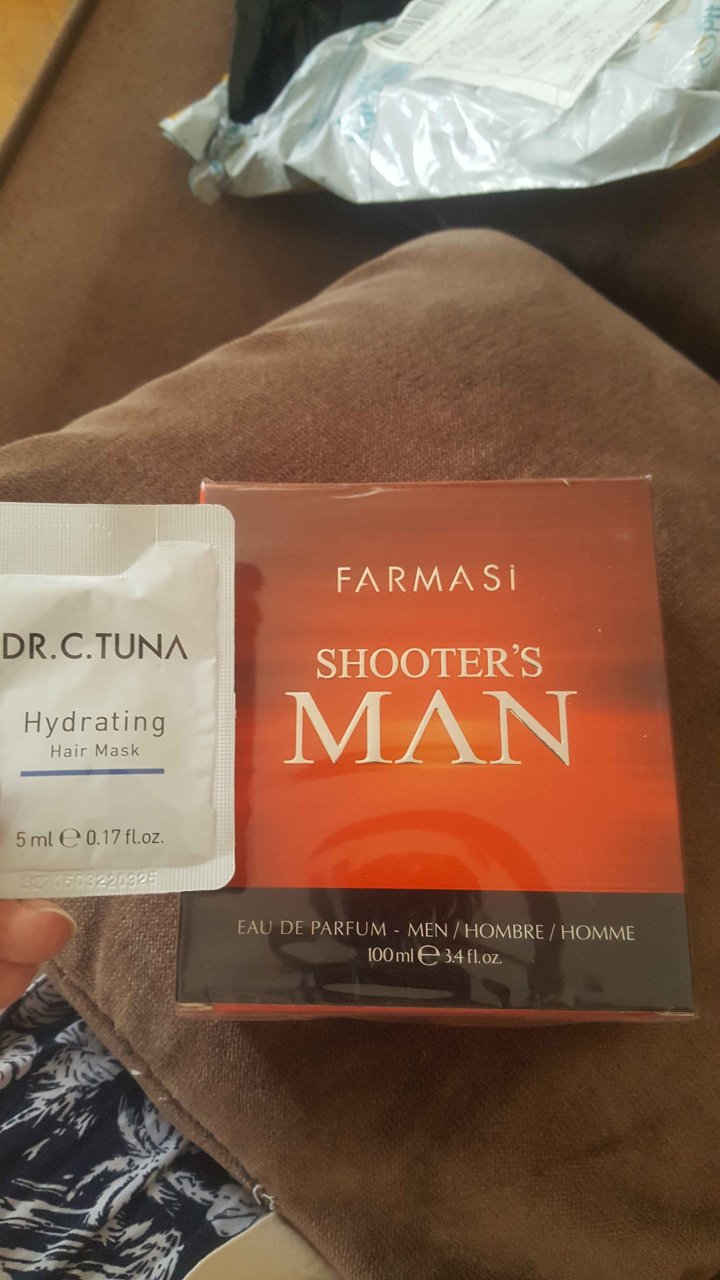 DR.C.TUNA
Hydrating
Hair Mask
5 ml ℮ 0.17 fl.oz.
FARMASi
SHOOTER'S
MAN
EAU DE PARFUM - MEN / HOMBRE / HOMME
100 ml ℮ 3.4 fl.oz.